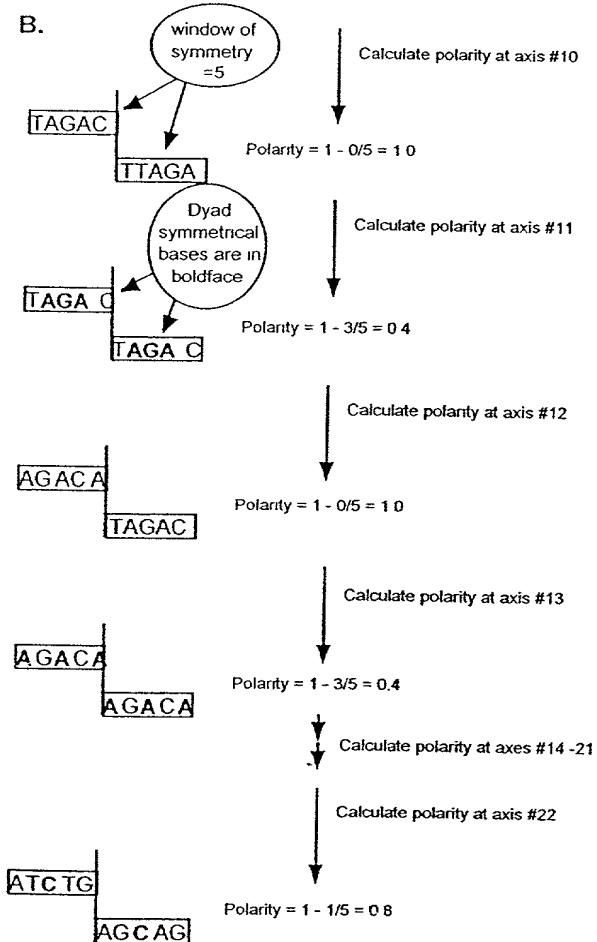 B.
window of
symmetry
=5
Calculate polarity at axis #10
TAGAC
Polarity = 1 - 0/5 = 1 0
TTAGA
Dyad
symmetrical
bases are in
boldface
Calculate polarity at axis #11
TAGA C
Polarity = 1 - 3/5 = 0 4
TAGA C
Calculate polarity at axis #12
AGACA
Polarity = 1 - 0/5 = 1 0
TAGAC
Calculate polarity at axis #13
AGACA
Polarity = 1 - 3/5 = 0.4
AGACA
Calculate polarity at axes #14 -21
Calculate polarity at axis #22
ATCTG
Polarity = 1 - 1/5 = 0 8
AGCAG